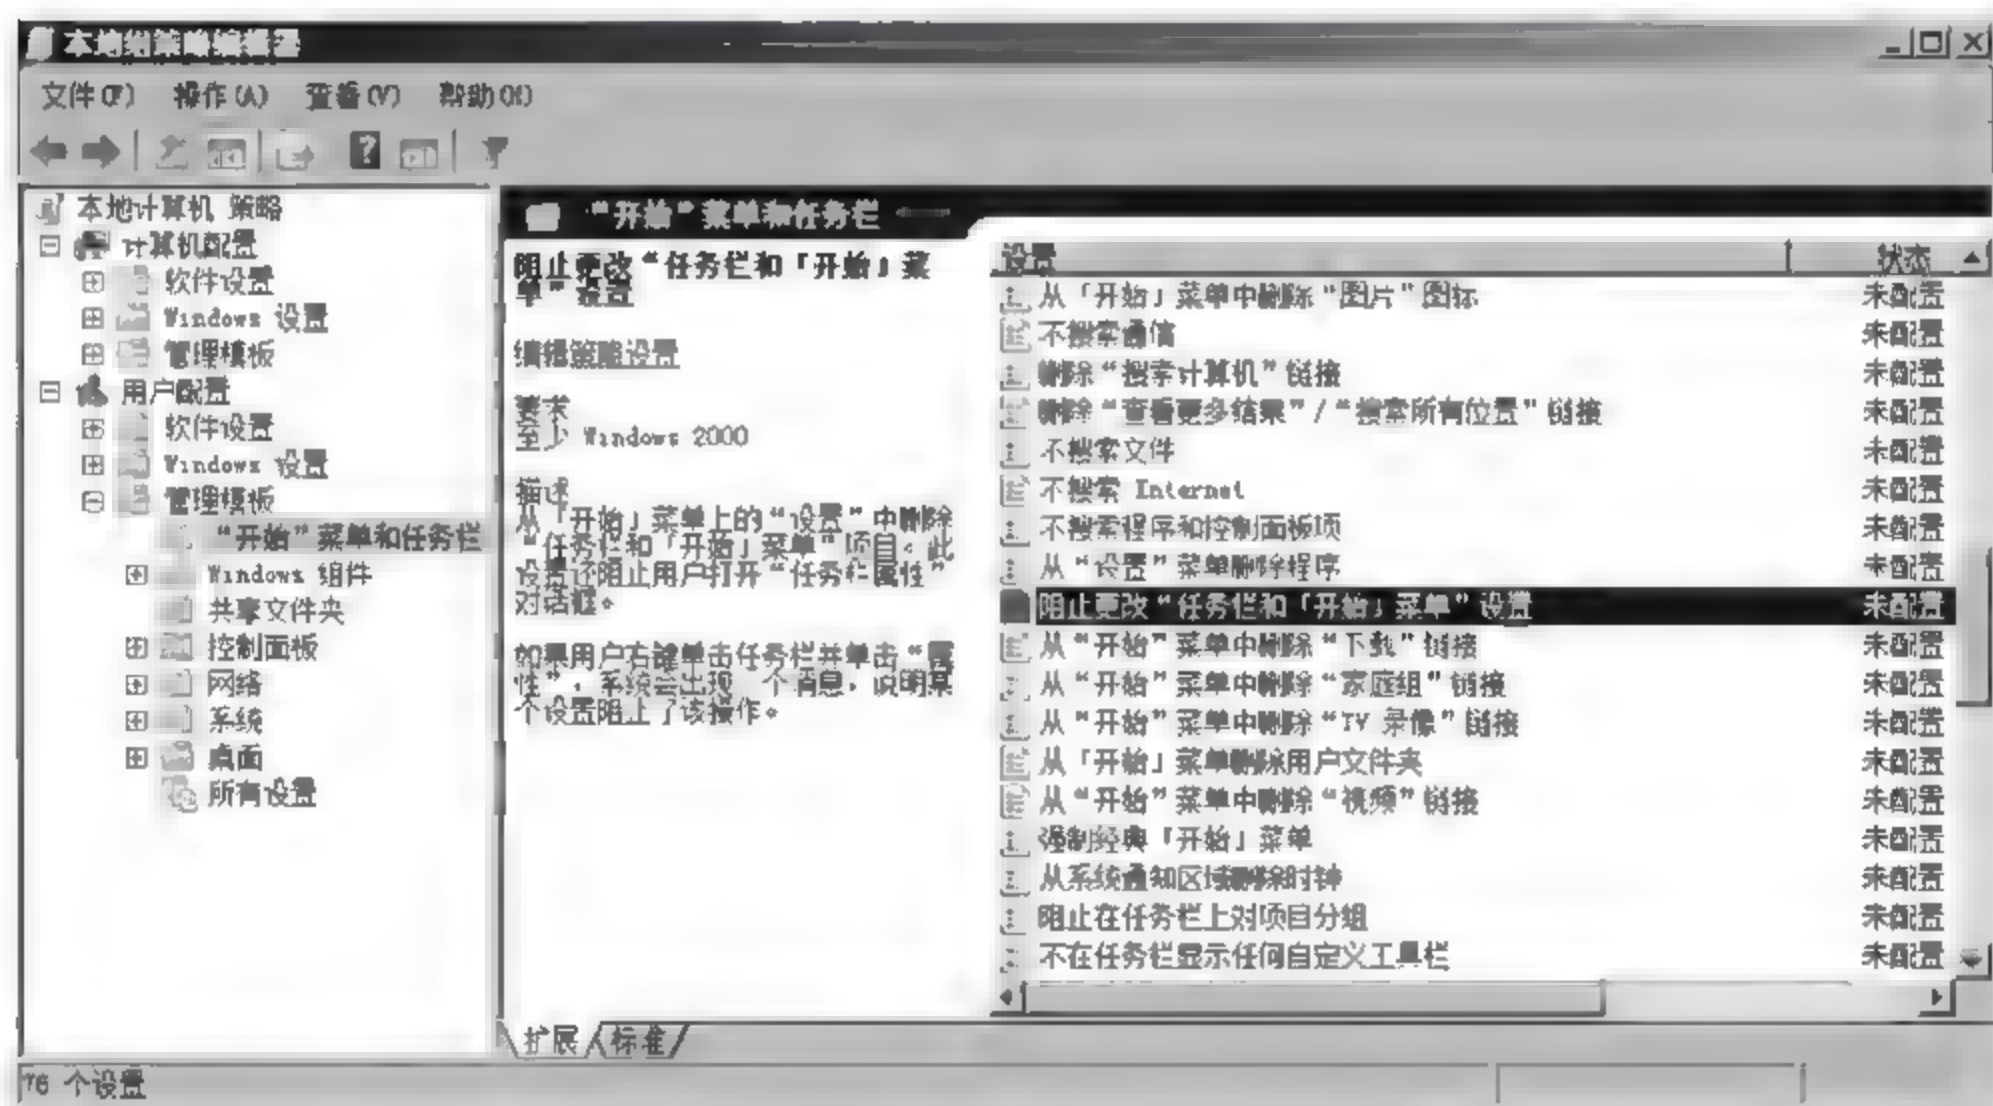 本地组策略编辑器
文件(F) 操作(A) 查看(V) 帮助(H)
本地计算机 策略
计算机配置
软件设置
Windows 设置
管理模板
用户配置
软件设置
Windows 设置
管理模板
“开始”菜单和任务栏
Windows 组件
共享文件夹
控制面板
网络
系统
桌面
所有设置
“开始”菜单和任务栏
阻止更改“任务栏和「开始」菜
单”设置
编辑策略设置
要求
至少 Windows 2000
描述
从「开始」菜单上的“设置”中删除
“任务栏和「开始」菜单”项目。此
设置还阻止用户打开“任务栏属性”
对话框。
如果用户右键单击任务栏并单击“属
性”，系统会出现一个消息，说明某
个设置阻止了该操作。
设置 状态
从「开始」菜单中删除“图片”图标 未配置
不搜索通信 未配置
删除“搜索计算机”链接 未配置
删除“查看更多结果”/“搜索所有位置”链接 未配置
不搜索文件 未配置
不搜索 Internet 未配置
不搜索程序和控制面板项 未配置
从“设置”菜单删除程序 未配置
阻止更改“任务栏和「开始」菜单”设置 未配置
从“开始”菜单中删除“下载”链接 未配置
从“开始”菜单中删除“家庭组”链接 未配置
从“开始”菜单中删除“TV 录像”链接 未配置
从「开始」菜单删除用户文件夹 未配置
从“开始”菜单中删除“视频”链接 未配置
强制经典「开始」菜单 未配置
从系统通知区域删除时钟 未配置
阻止在任务栏上对项目分组 未配置
不在任务栏显示任何自定义工具栏 未配置
扩展 标准
76 个设置